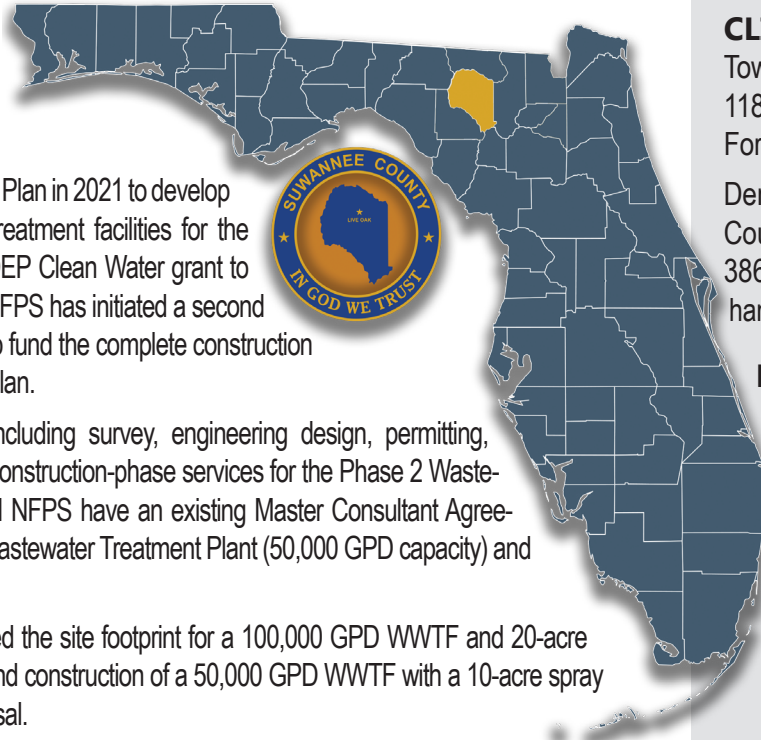 Plan in 2021 to develop
reatment facilities for the
EP Clean Water grant to
FPS has initiated a second
o fund the complete construction
lan.
ncluding survey, engineering design, permitting,
onstruction-phase services for the Phase 2 Waste-
NFPS have an existing Master Consultant Agree-
astewater Treatment Plant (50,000 GPD capacity) and
ed the site footprint for a 100,000 GPD WWTF and 20-acre
nd construction of a 50,000 GPD WWTF with a 10-acre spray
sal.
SUWANNEE COUNTY
LIVE OAK
IN GOD WE TRUST
CL
Tow
118
For
Der
Cou
386
har